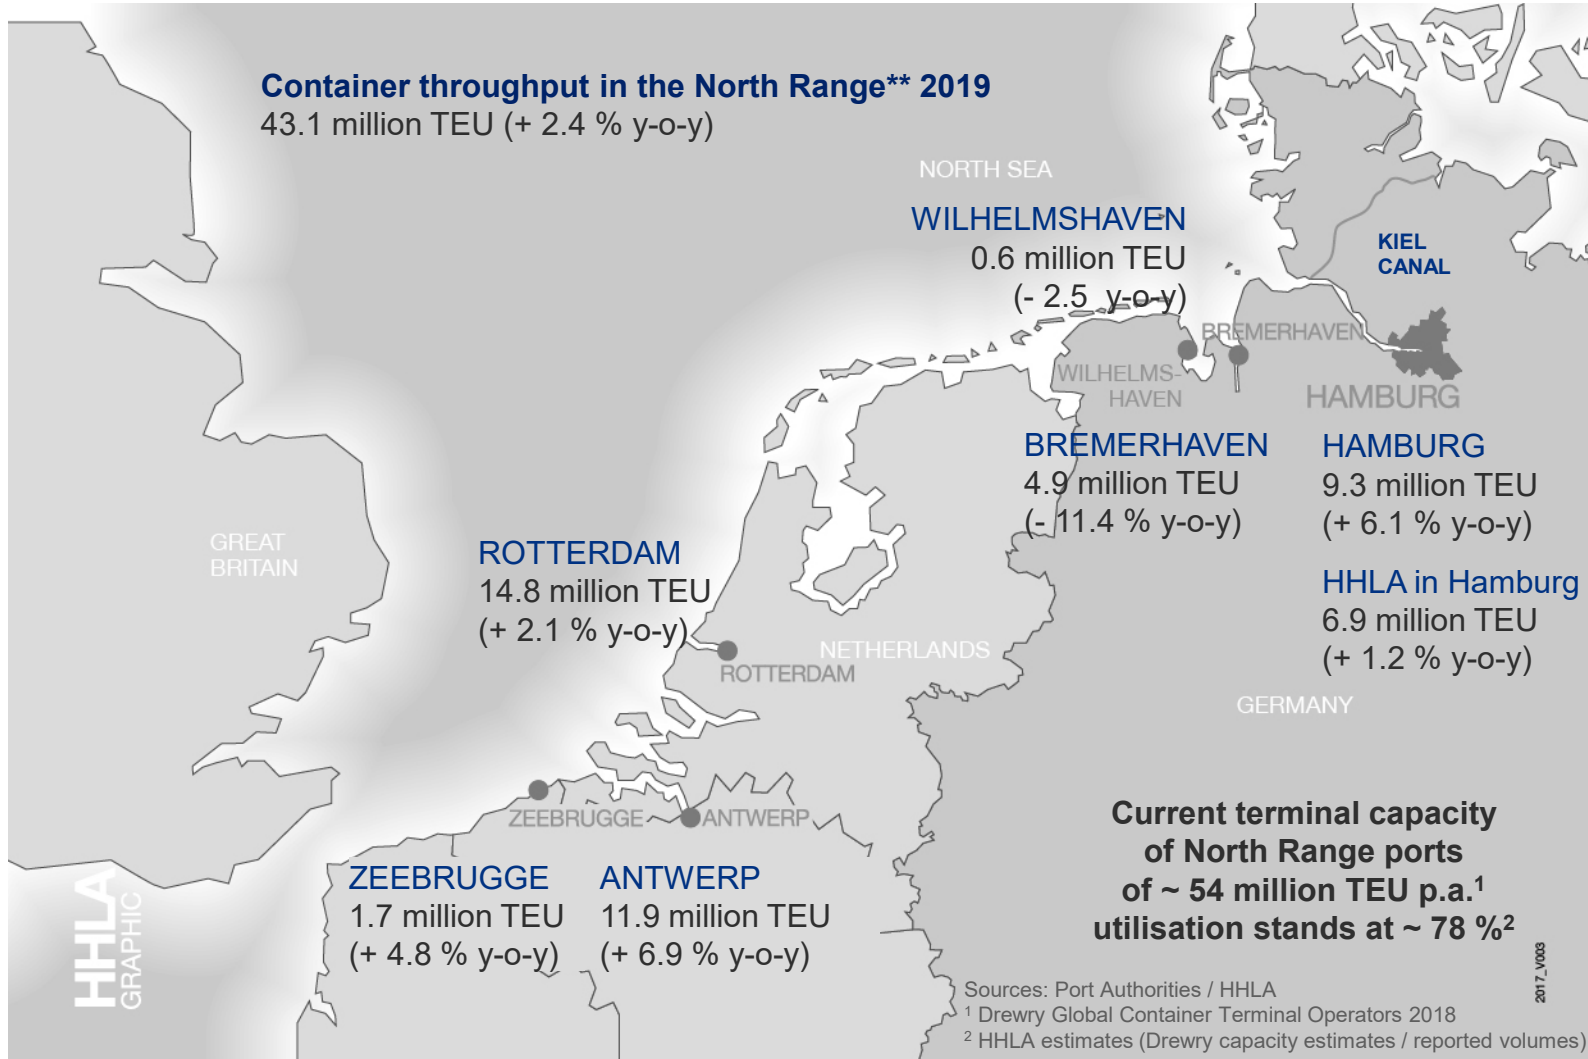 Container throughput in the North Range** 2019
43.1 million TEU (+ 2.4 % y-o-y)
NORTH SEA
WILHELMSHAVEN
0.6 million TEU
(- 2.5  y-o-y)
KIEL
CANAL
BREMERHAVEN
WILHELMS-
HAVEN
HAMBURG
BREMERHAVEN
4.9 million TEU
(- 11.4 % y-o-y)
HAMBURG
9.3 million TEU
(+ 6.1 % y-o-y)
HHLA in Hamburg
6.9 million TEU
(+ 1.2 % y-o-y)
GREAT
BRITAIN
ROTTERDAM
14.8 million TEU
(+ 2.1 % y-o-y)
NETHERLANDS
ROTTERDAM
GERMANY
ZEEBRUGGE
ANTWERP
ZEEBRUGGE
1.7 million TEU
(+ 4.8 % y-o-y)
ANTWERP
11.9 million TEU
(+ 6.9 % y-o-y)
Current terminal capacity
of North Range ports
of ~ 54 million TEU p.a.¹
utilisation stands at ~ 78 %²
HHLA
GRAPHIC
2017_V003
Sources: Port Authorities / HHLA
¹ Drewry Global Container Terminal Operators 2018
² HHLA estimates (Drewry capacity estimates / reported volumes)